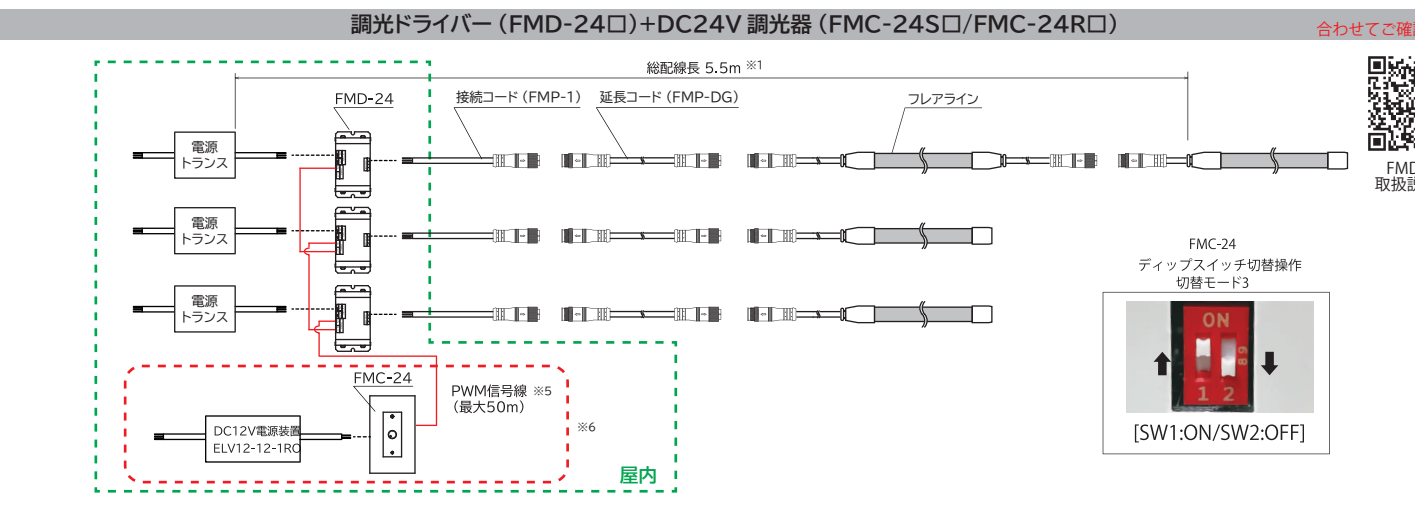 調光ドライバー（FMD-24□）+DC24V 調光器（FMC-24S□/FMC-24R□）
合わせてご確
総配線長 5.5m ※1
FMD-24
接続コード（FMP-1）
延長コード（FMP-DG）
フレアライン
電源
トランス
電源
トランス
電源
トランス
FMD
取扱説
FMC-24
ディップスイッチ切替操作
切替モード3
ON
1 2
89
[SW1:ON/SW2:OFF]
FMC-24
PWM信号線 ※5
（最大50m）
※6
DC12V電源装置
ELV12-12-1RO
屋内